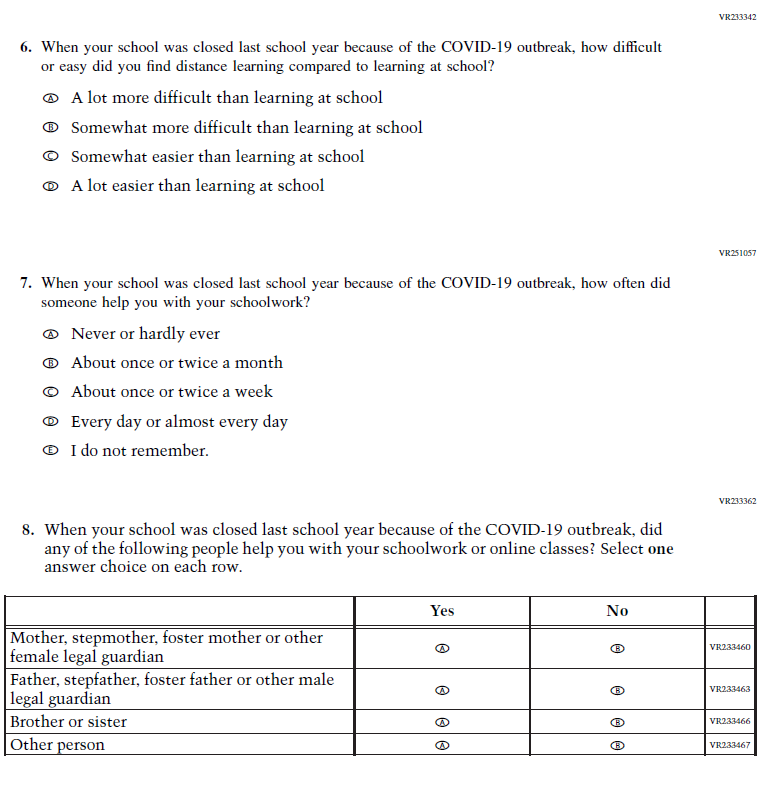 VR233342
6. When your school was closed last school year because of the COVID-19 outbreak, how difficult
or easy did you find distance learning compared to learning at school?
Ⓐ A lot more difficult than learning at school
Ⓑ Somewhat more difficult than learning at school
Ⓒ Somewhat easier than learning at school
Ⓓ A lot easier than learning at school
VR251057
7. When your school was closed last school year because of the COVID-19 outbreak, how often did
someone help you with your schoolwork?
Ⓐ Never or hardly ever
Ⓑ About once or twice a month
Ⓒ About once or twice a week
Ⓓ Every day or almost every day
Ⓔ I do not remember.
VR233362
8. When your school was closed last school year because of the COVID-19 outbreak, did
any of the following people help you with your schoolwork or online classes? Select one
answer choice on each row.
Yes No
Mother, stepmother, foster mother or other
female legal guardian Ⓐ Ⓑ VR233460
Father, stepfather, foster father or other male
legal guardian Ⓐ Ⓑ VR233463
Brother or sister Ⓐ Ⓑ VR233466
Other person Ⓐ Ⓑ VR233467